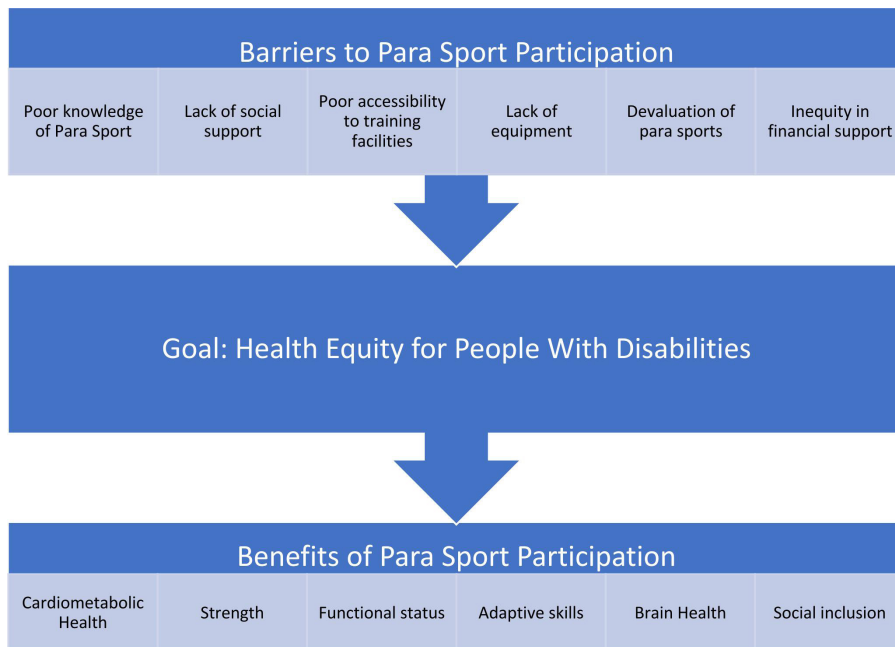 Barriers to Para Sport Participation
Poor knowledge
of Para Sport
Lack of social
support
Poor accessibility
to training
facilities
Lack of
equipment
Devaluation of
para sports
Inequity in
financial support
Goal: Health Equity for People With Disabilities
Benefits of Para Sport Participation
Cardiometabolic
Health
Strength
Functional status
Adaptive skills
Brain Health
Social inclusion